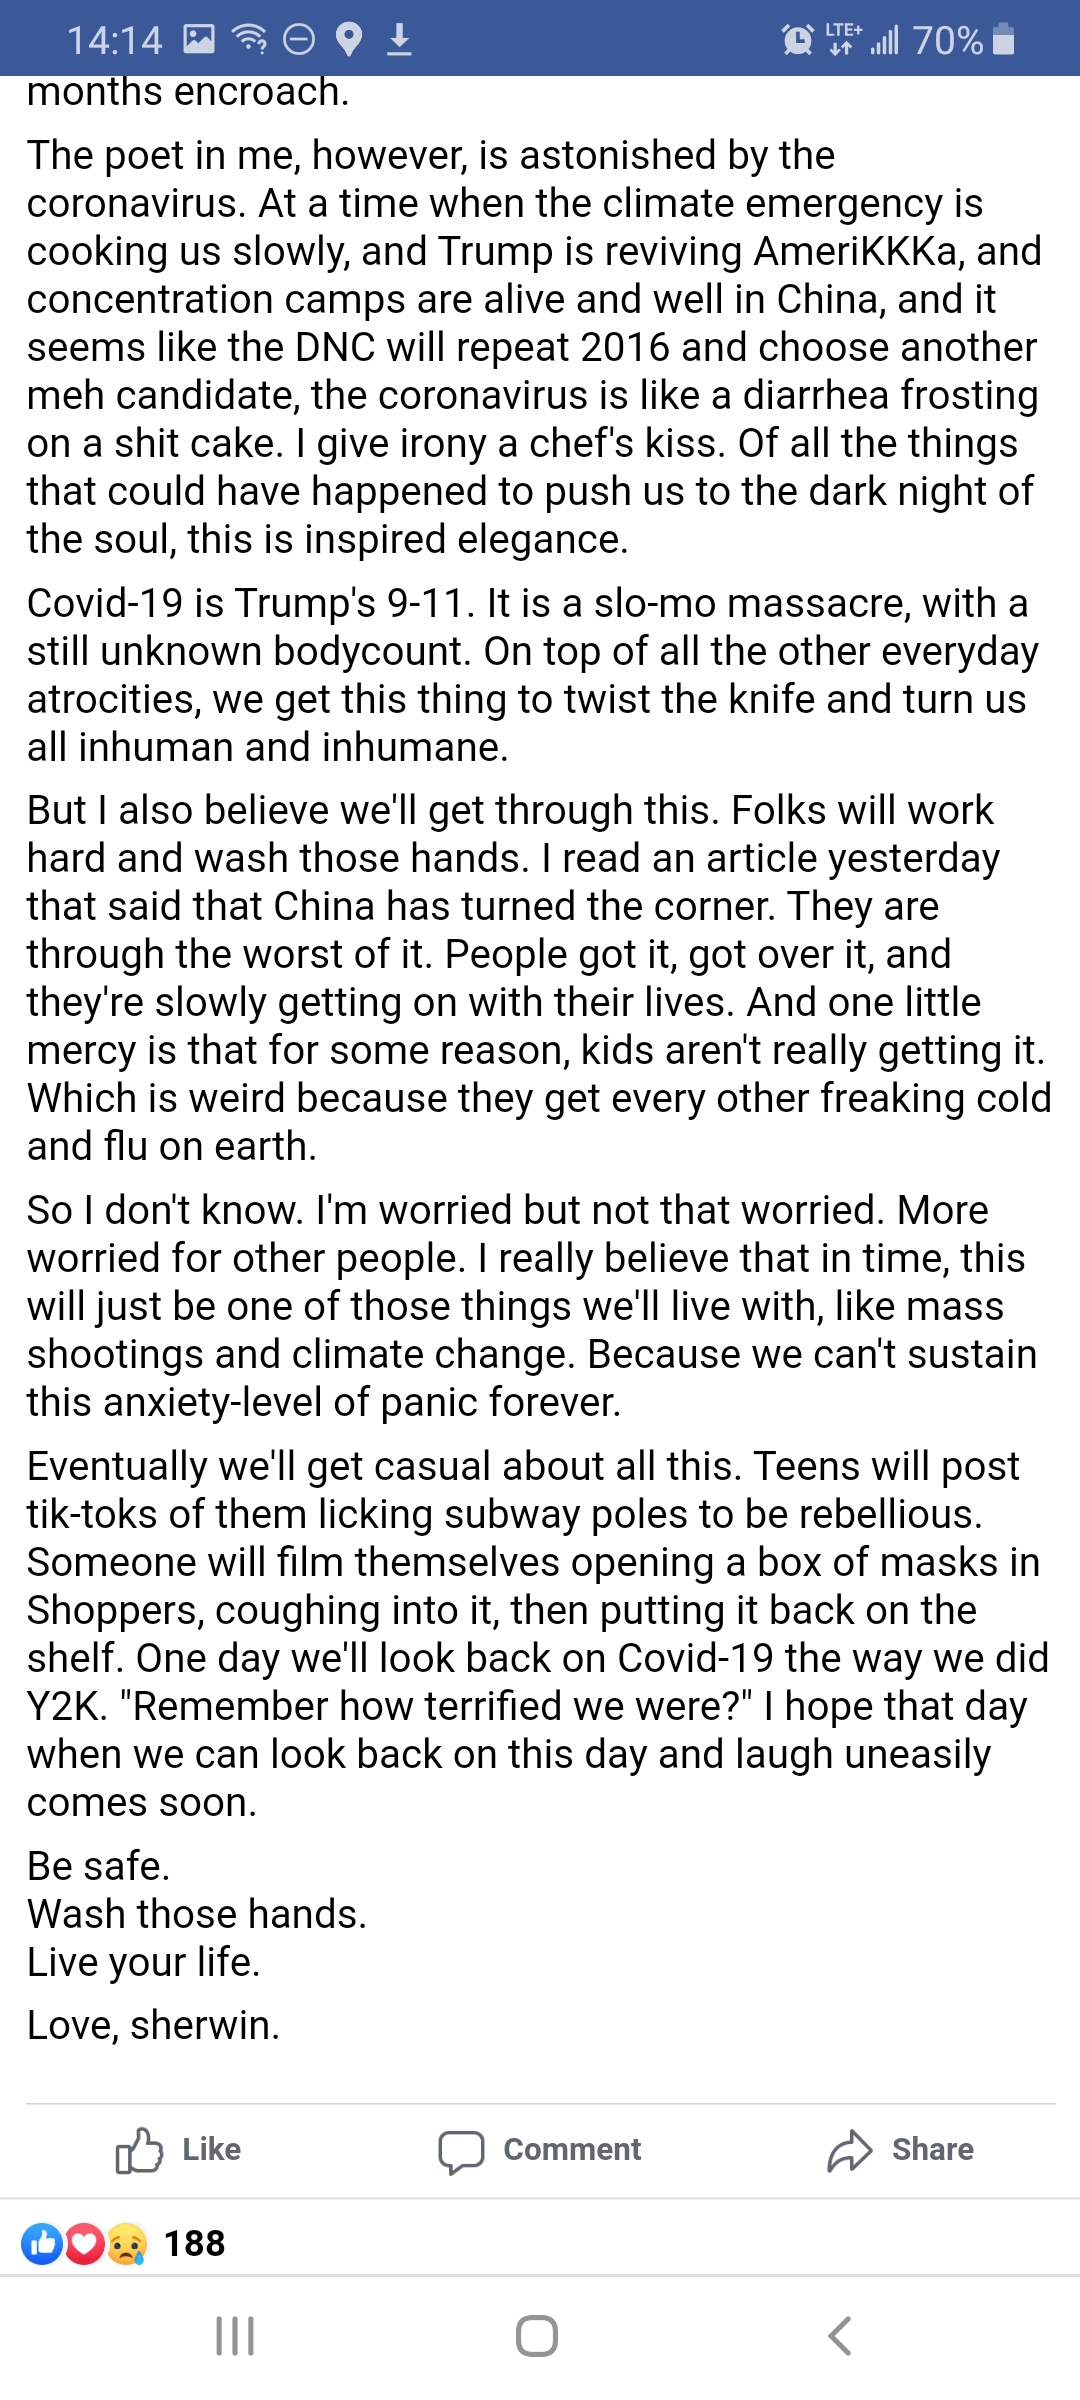 14:14 LTE+ 70%
months encroach.
The poet in me, however, is astonished by the
coronavirus. At a time when the climate emergency is
cooking us slowly, and Trump is reviving AmeriKKKa, and
concentration camps are alive and well in China, and it
seems like the DNC will repeat 2016 and choose another
meh candidate, the coronavirus is like a diarrhea frosting
on a shit cake. I give irony a chef's kiss. Of all the things
that could have happened to push us to the dark night of
the soul, this is inspired elegance.
Covid-19 is Trump's 9-11. It is a slo-mo massacre, with a
still unknown bodycount. On top of all the other everyday
atrocities, we get this thing to twist the knife and turn us
all inhuman and inhumane.
But I also believe we'll get through this. Folks will work
hard and wash those hands. I read an article yesterday
that said that China has turned the corner. They are
through the worst of it. People got it, got over it, and
they're slowly getting on with their lives. And one little
mercy is that for some reason, kids aren't really getting it.
Which is weird because they get every other freaking cold
and flu on earth.
So I don't know. I'm worried but not that worried. More
worried for other people. I really believe that in time, this
will just be one of those things we'll live with, like mass
shootings and climate change. Because we can't sustain
this anxiety-level of panic forever.
Eventually we'll get casual about all this. Teens will post
tik-toks of them licking subway poles to be rebellious.
Someone will film themselves opening a box of masks in
Shoppers, coughing into it, then putting it back on the
shelf. One day we'll look back on Covid-19 the way we did
Y2K. "Remember how terrified we were?" I hope that day
when we can look back on this day and laugh uneasily
comes soon.
Be safe.
Wash those hands.
Live your life.
Love, sherwin.
Like Comment Share
188